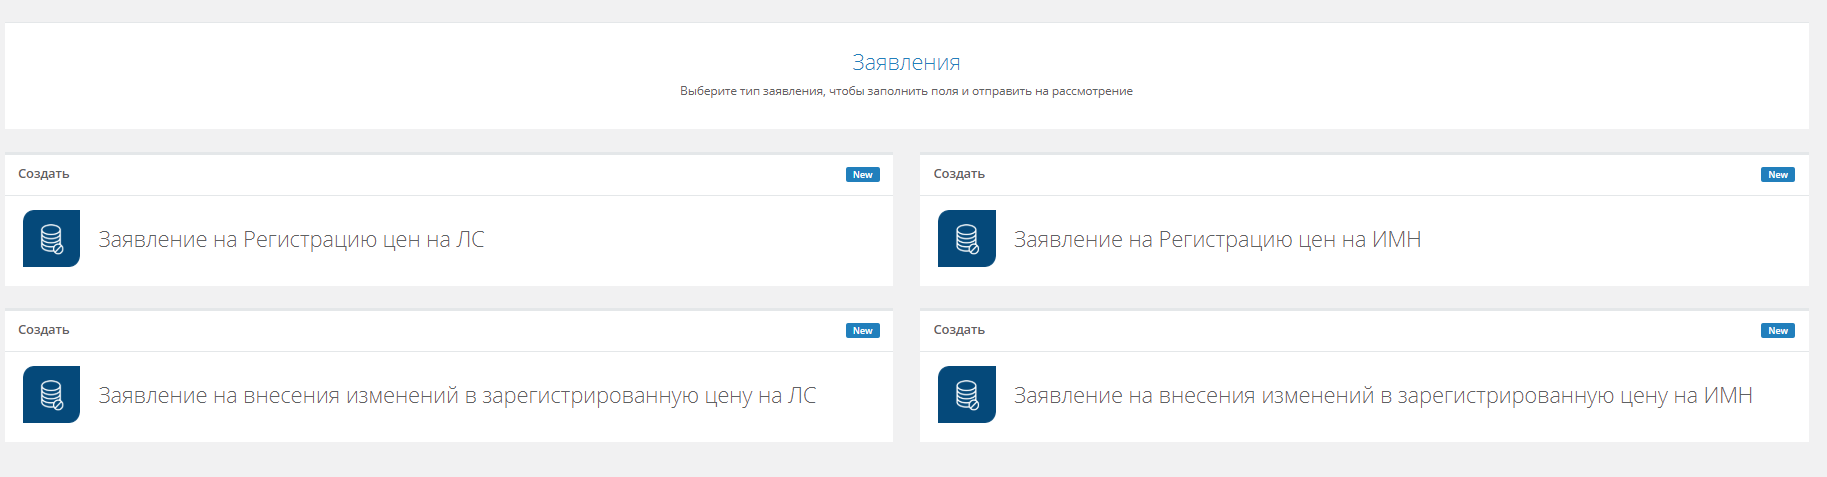 Заявления
Выберите тип заявления, чтобы заполнить поля и отправить на рассмотрение
Создать New
Заявление на Регистрацию цен на ЛС
Создать New
Заявление на Регистрацию цен на ИМН
Создать New
Заявление на внесения изменений в зарегистрированную цену на ЛС
Создать New
Заявление на внесения изменений в зарегистрированную цену на ИМН